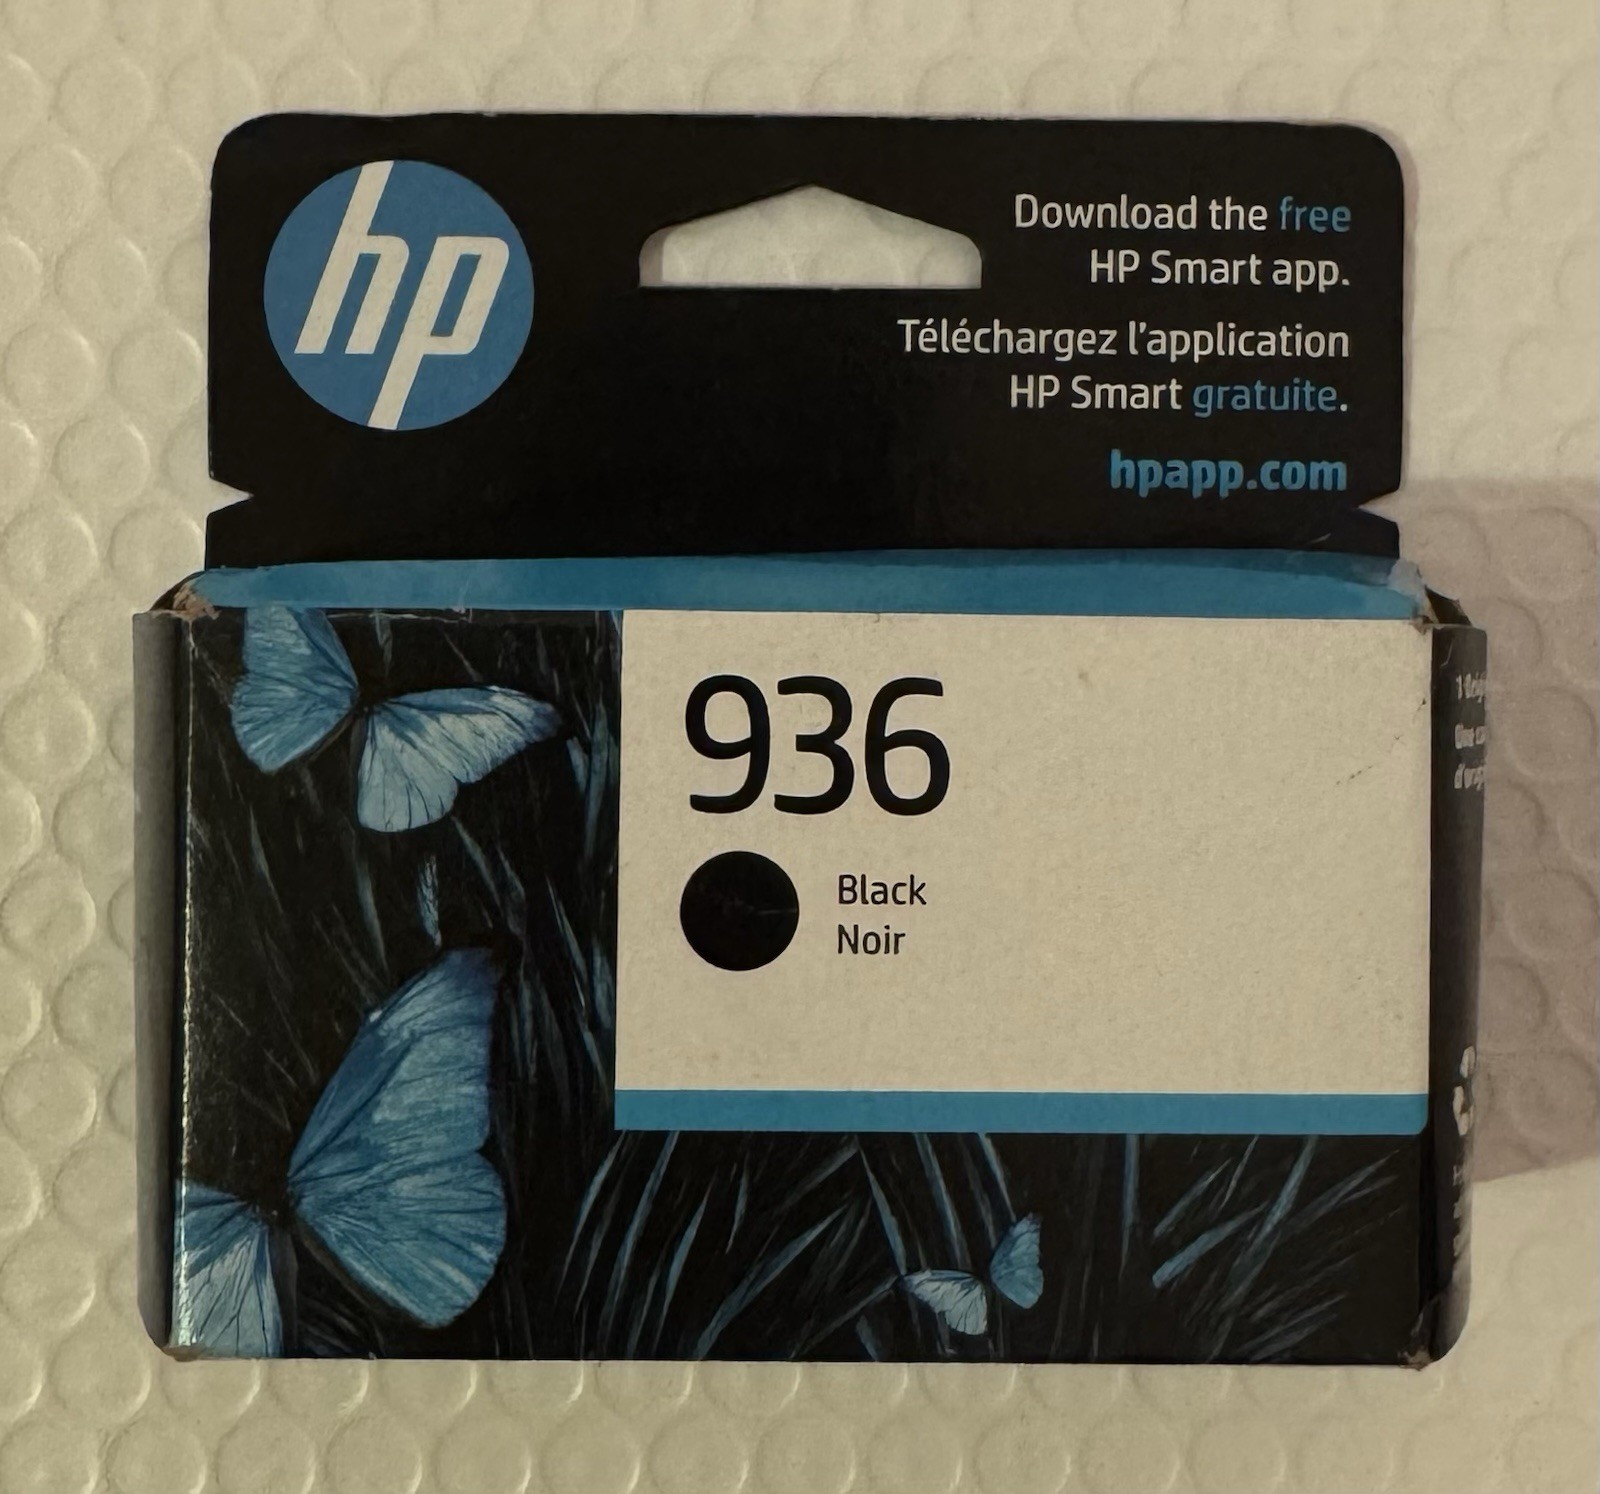 hp
Download the free
HP Smart app.
Téléchargez l'application
HP Smart gratuite.
hpapp.com
936
Black
Noir